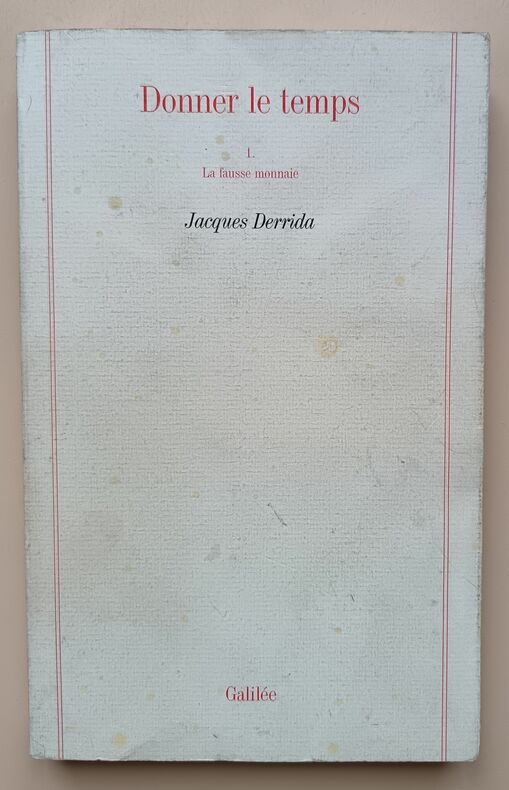 Donner le temps
1.
La fausse monnaie
Jacques Derrida
Galilée